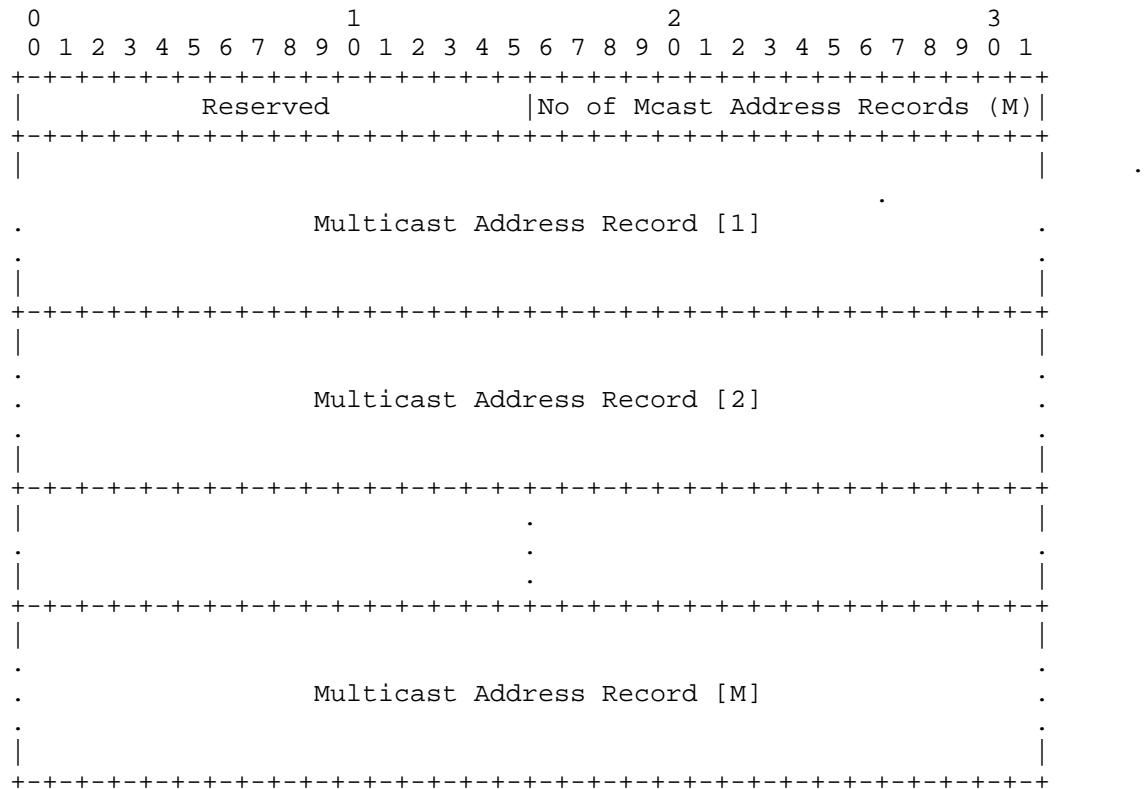 0                   1                   2                   3
 0 1 2 3 4 5 6 7 8 9 0 1 2 3 4 5 6 7 8 9 0 1 2 3 4 5 6 7 8 9 0 1
+-+-+-+-+-+-+-+-+-+-+-+-+-+-+-+-+-+-+-+-+-+-+-+-+-+-+-+-+-+-+-+-+
|           Reserved            |No of Mcast Address Records (M)|
+-+-+-+-+-+-+-+-+-+-+-+-+-+-+-+-+-+-+-+-+-+-+-+-+-+-+-+-+-+-+-+-+
|                                                               |     .
                                                      .
.                  Multicast Address Record [1]                 .
.                                                               .
|                                                               |
+-+-+-+-+-+-+-+-+-+-+-+-+-+-+-+-+-+-+-+-+-+-+-+-+-+-+-+-+-+-+-+-+
|                                                               |
.                                                               .
.                  Multicast Address Record [2]                 .
.                                                               .
|                                                               |
+-+-+-+-+-+-+-+-+-+-+-+-+-+-+-+-+-+-+-+-+-+-+-+-+-+-+-+-+-+-+-+-+
|                               .                               |
.                               .                               .
|                               .                               |
+-+-+-+-+-+-+-+-+-+-+-+-+-+-+-+-+-+-+-+-+-+-+-+-+-+-+-+-+-+-+-+-+
|                                                               |
.                                                               .
.                  Multicast Address Record [M]                 .
.                                                               .
|                                                               |
+-+-+-+-+-+-+-+-+-+-+-+-+-+-+-+-+-+-+-+-+-+-+-+-+-+-+-+-+-+-+-+-+